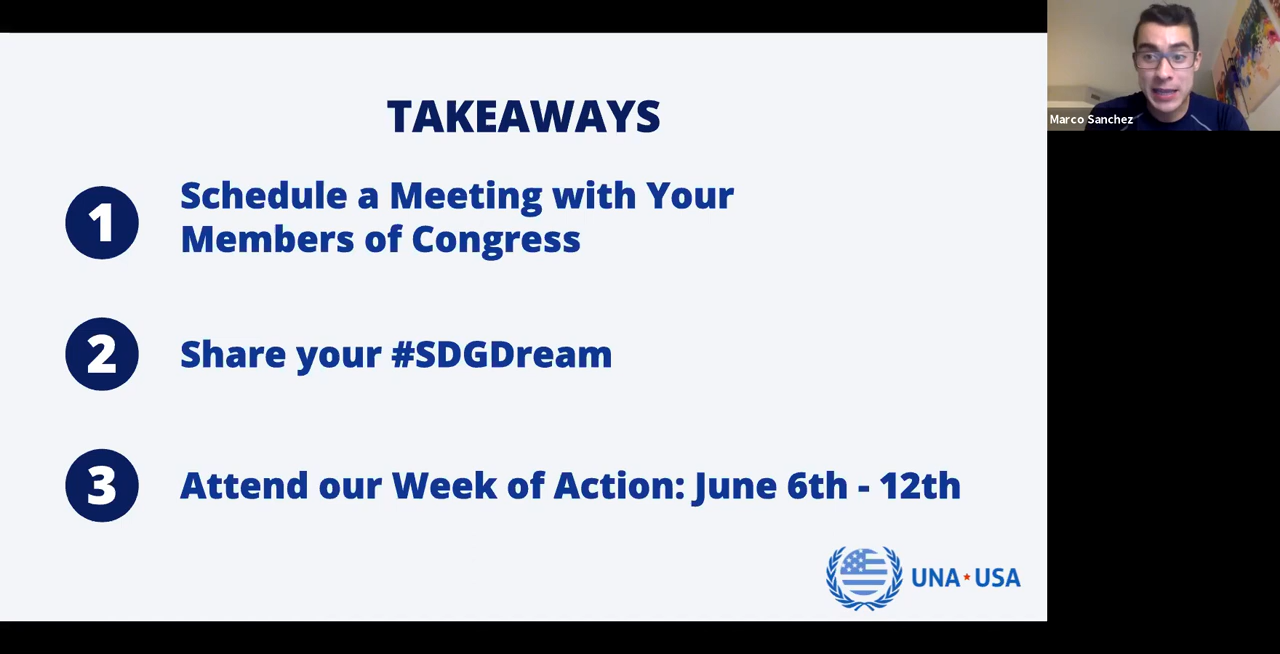 TAKEAWAYS
1
Schedule a Meeting with Your
Members of Congress
2
Share your #SDGDream
3
Attend our Week of Action: June 6th - 12th
UNA USA
Marco Sanchez